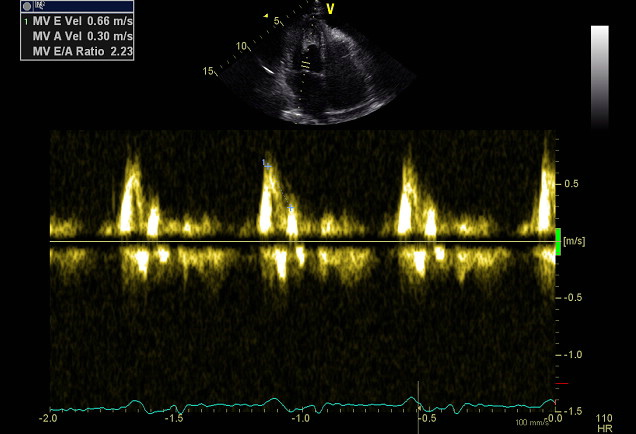 1 MV E Vel 0.66 m/s
MV A Vel 0.30 m/s
MV E/A Ratio 2.23
V
5
10
15
0.5
[m/s]
-0.5
-1.0
-1.5
-2.0
-1.5
-1.0
-0.5
-0.0
100 mm/s
110
HR